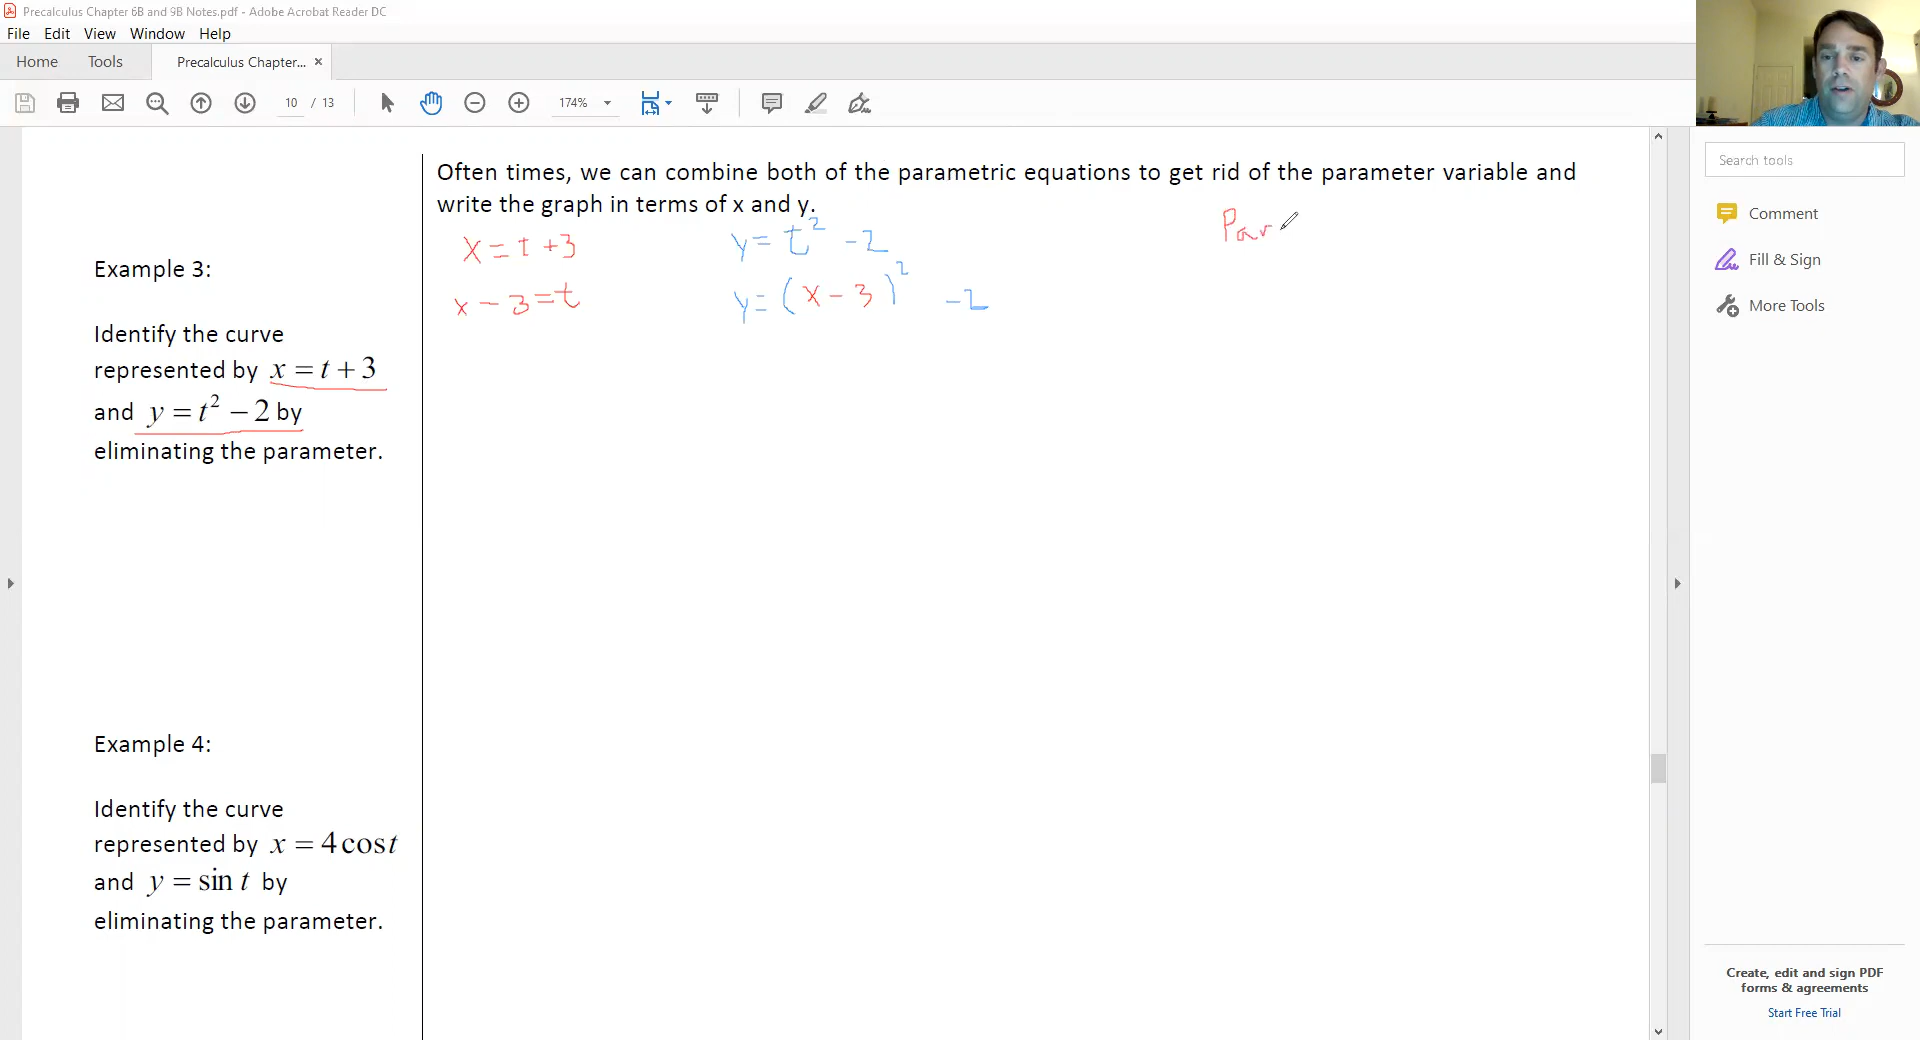 Precalculus Chapter 6B and 9B Notes.pdf - Adobe Acrobat Reader DC
File Edit View Window Help
Home Tools Precalculus Chapter... ×
10 / 13 174%
Often times, we can combine both of the parametric equations to get rid of the parameter variable and
write the graph in terms of x and y.
x = t + 3 y = t² - 2 Par
x - 3 = t y = (x - 3)² - 2
Example 3:
Identify the curve
represented by x = t + 3
and y = t² − 2 by
eliminating the parameter.
Example 4:
Identify the curve
represented by x = 4 cos t
and y = sin t by
eliminating the parameter.
Search tools
Comment
Fill & Sign
More Tools
Create, edit and sign PDF
forms & agreements
Start Free Trial